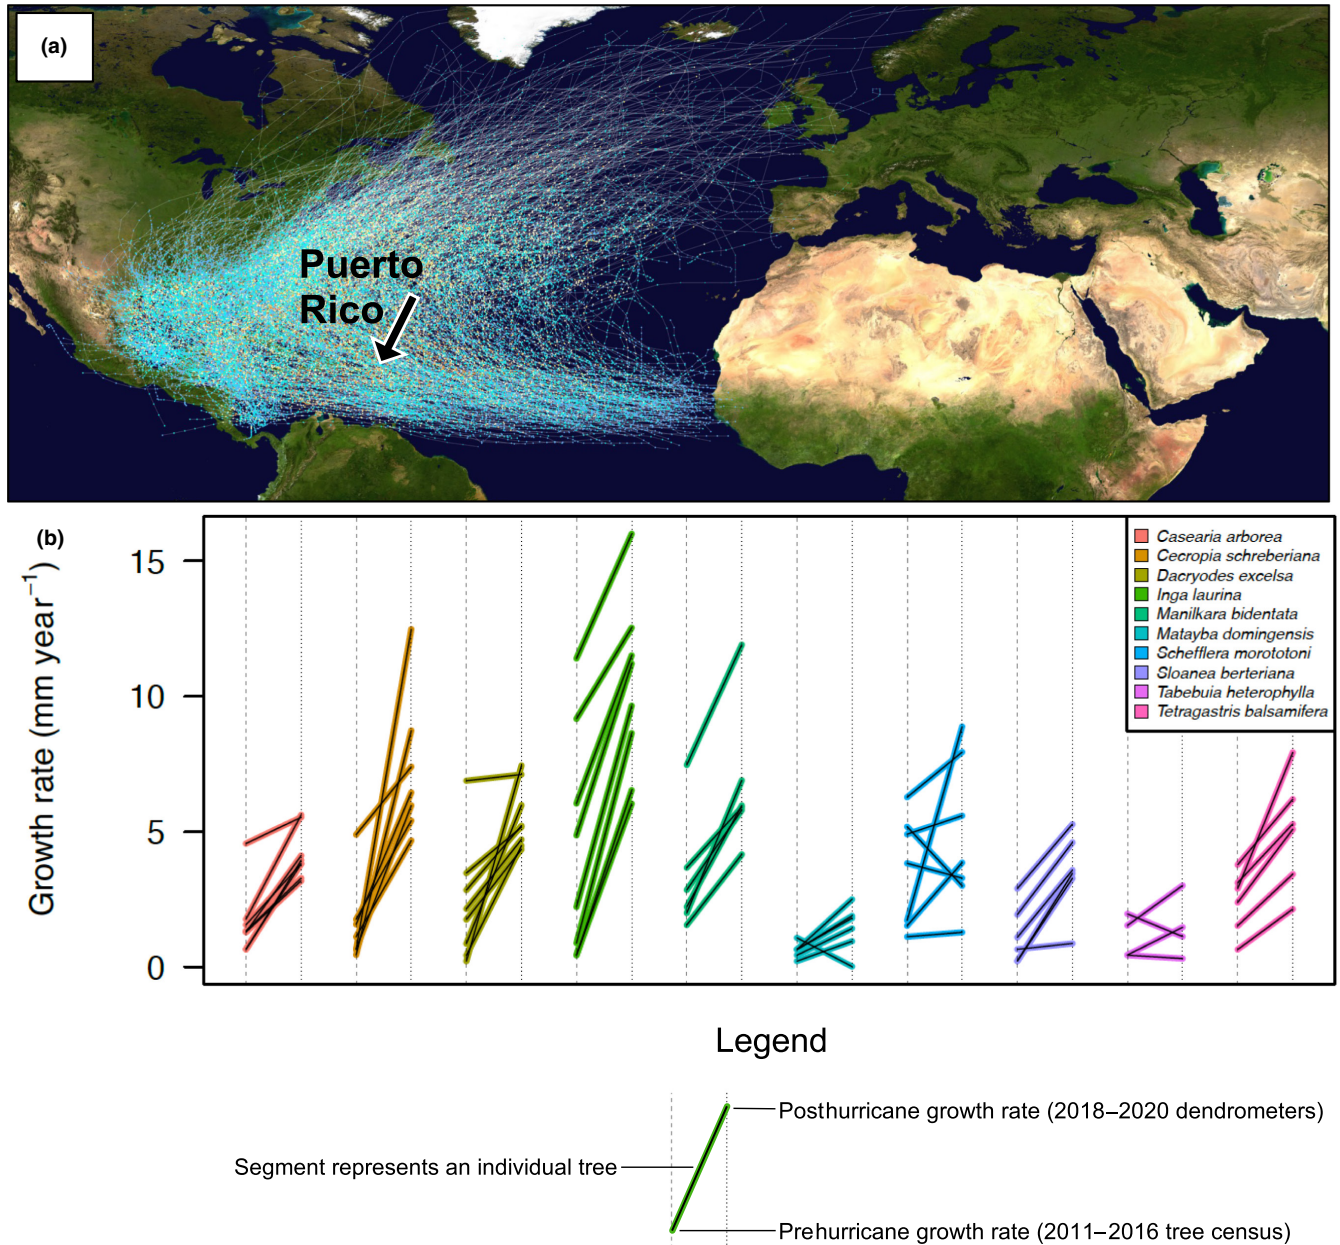 (a)
Puerto
Rico
(b)
Growth rate (mm year⁻¹)
15
10
5
0
Casearia arborea
Cecropia schreberiana
Dacryodes excelsa
Inga laurina
Manilkara bidentata
Matayba domingensis
Schefflera morototoni
Sloanea berteriana
Tabebuia heterophylla
Tetragastris balsamifera
Legend
Posthurricane growth rate (2018–2020 dendrometers)
Segment represents an individual tree
Prehurricane growth rate (2011–2016 tree census)